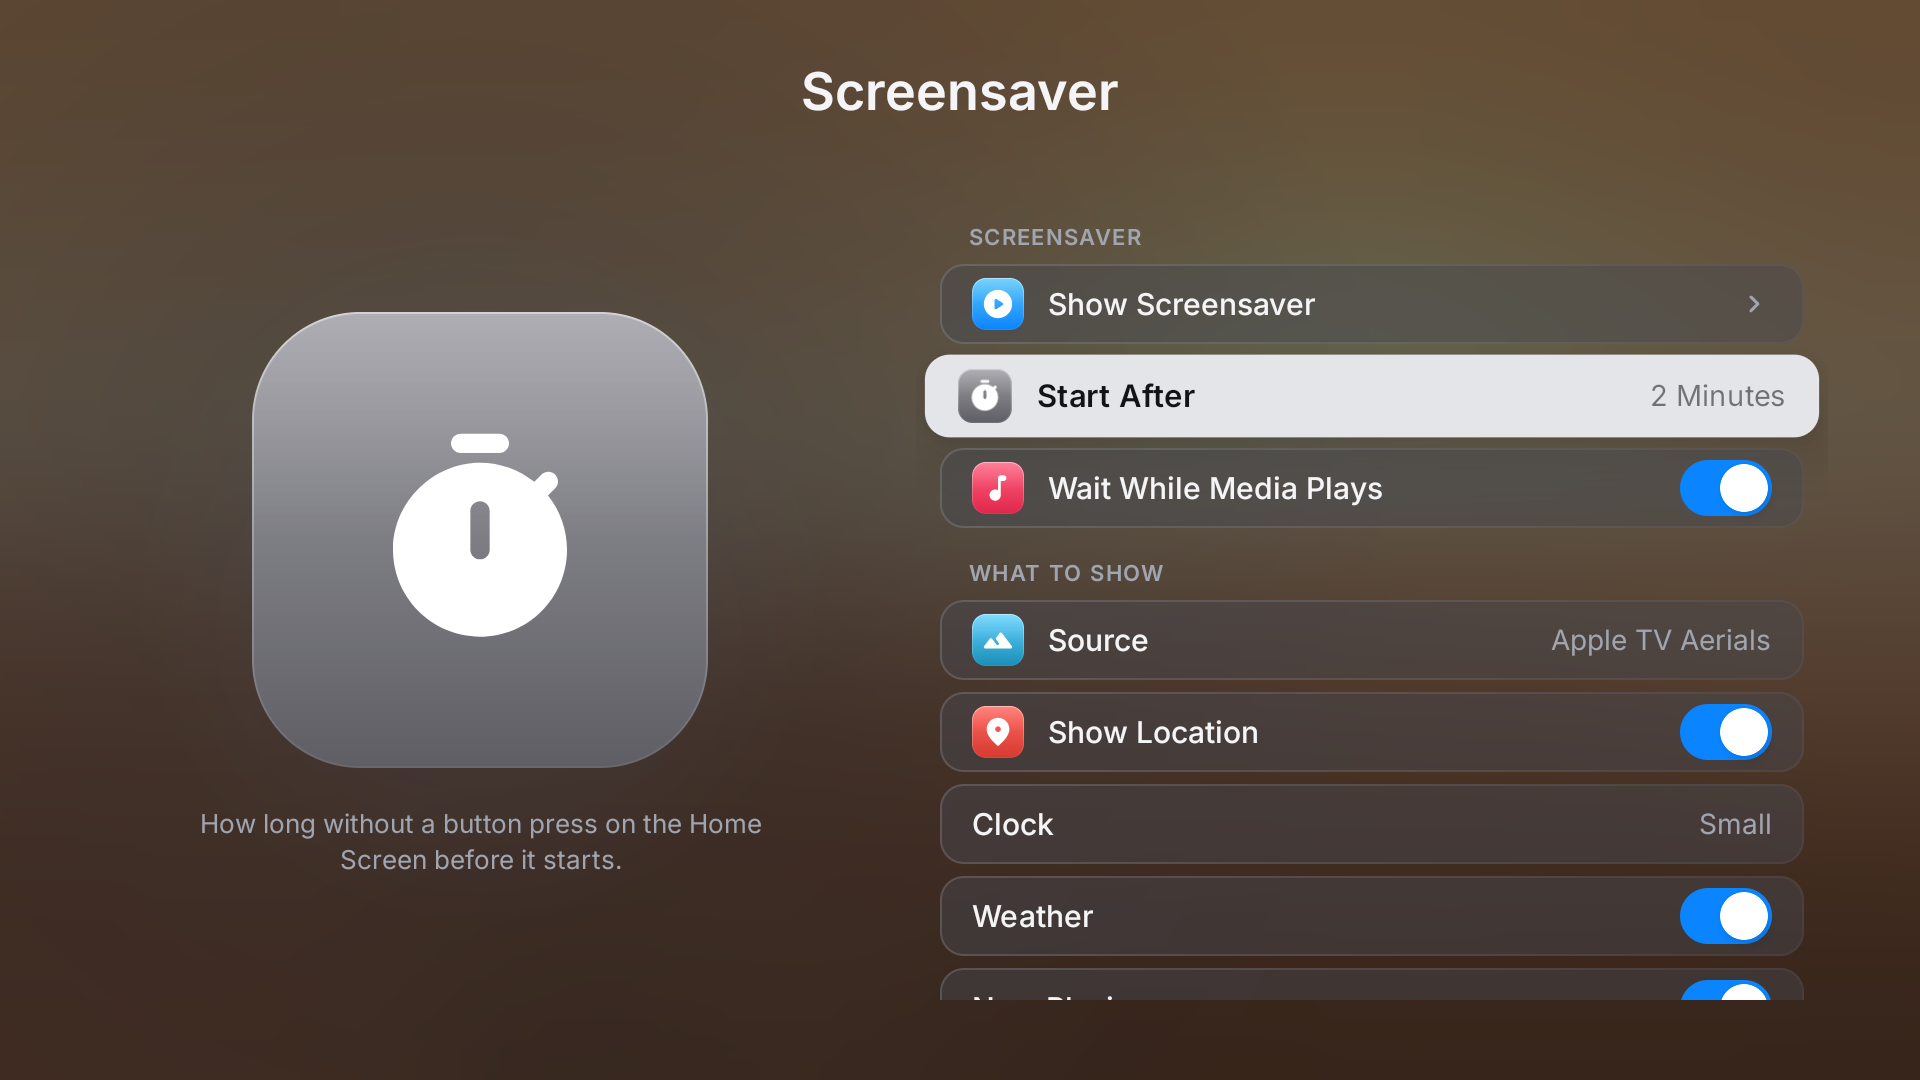 Screensaver
SCREENSAVER
Show Screensaver
Start After
2 Minutes
Wait While Media Plays
WHAT TO SHOW
Source
Apple TV Aerials
Show Location
Clock
Small
Weather
How long without a button press on the Home
Screen before it starts.